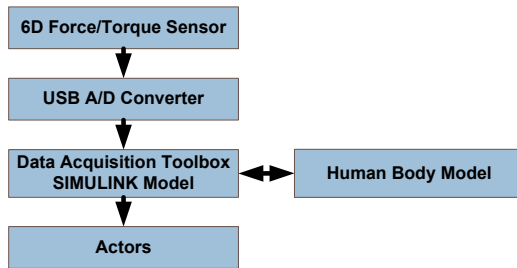 6D Force/Torque Sensor
USB A/D Converter
Data Acquisition Toolbox
SIMULINK Model
Human Body Model
Actors